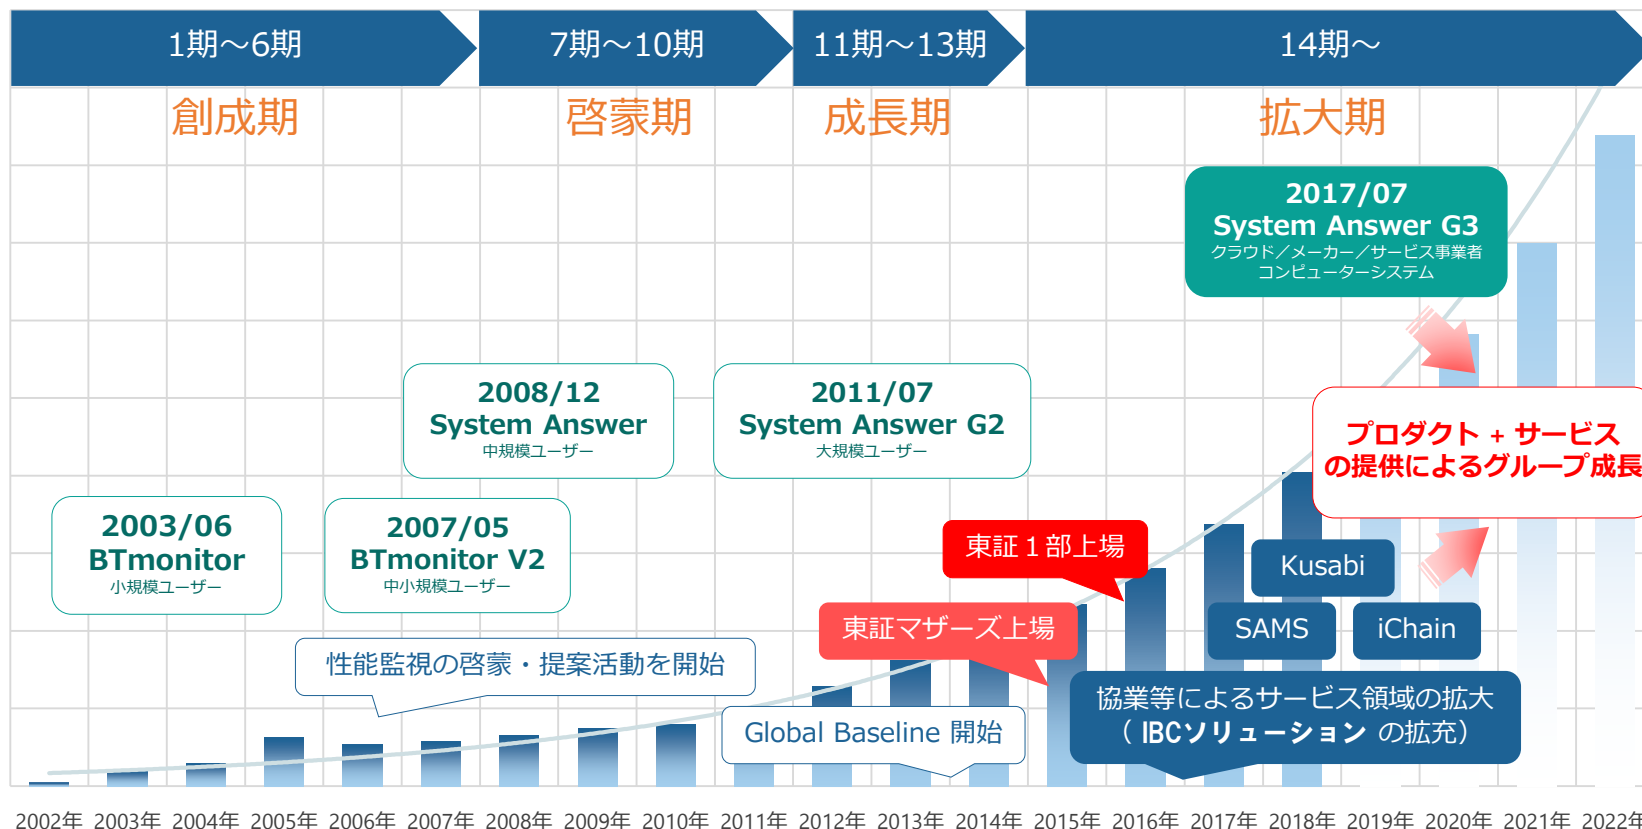 1期～6期
7期～10期
11期～13期
14期～
創成期
啓蒙期
成長期
拡大期
2017/07
System Answer G3
クラウド／メーカー／サービス事業者
コンピューターシステム
2008/12
System Answer
中規模ユーザー
2011/07
System Answer G2
大規模ユーザー
プロダクト + サービス
の提供によるグループ成長
2003/06
BTmonitor
小規模ユーザー
2007/05
BTmonitor V2
中小規模ユーザー
東証１部上場
Kusabi
東証マザーズ上場
SAMS
iChain
性能監視の啓蒙・提案活動を開始
Global Baseline 開始
協業等によるサービス領域の拡大
（ IBCソリューション の拡充）
2002年 2003年 2004年 2005年 2006年 2007年 2008年 2009年 2010年 2011年 2012年 2013年 2014年 2015年 2016年 2017年 2018年 2019年 2020年 2021年 2022年